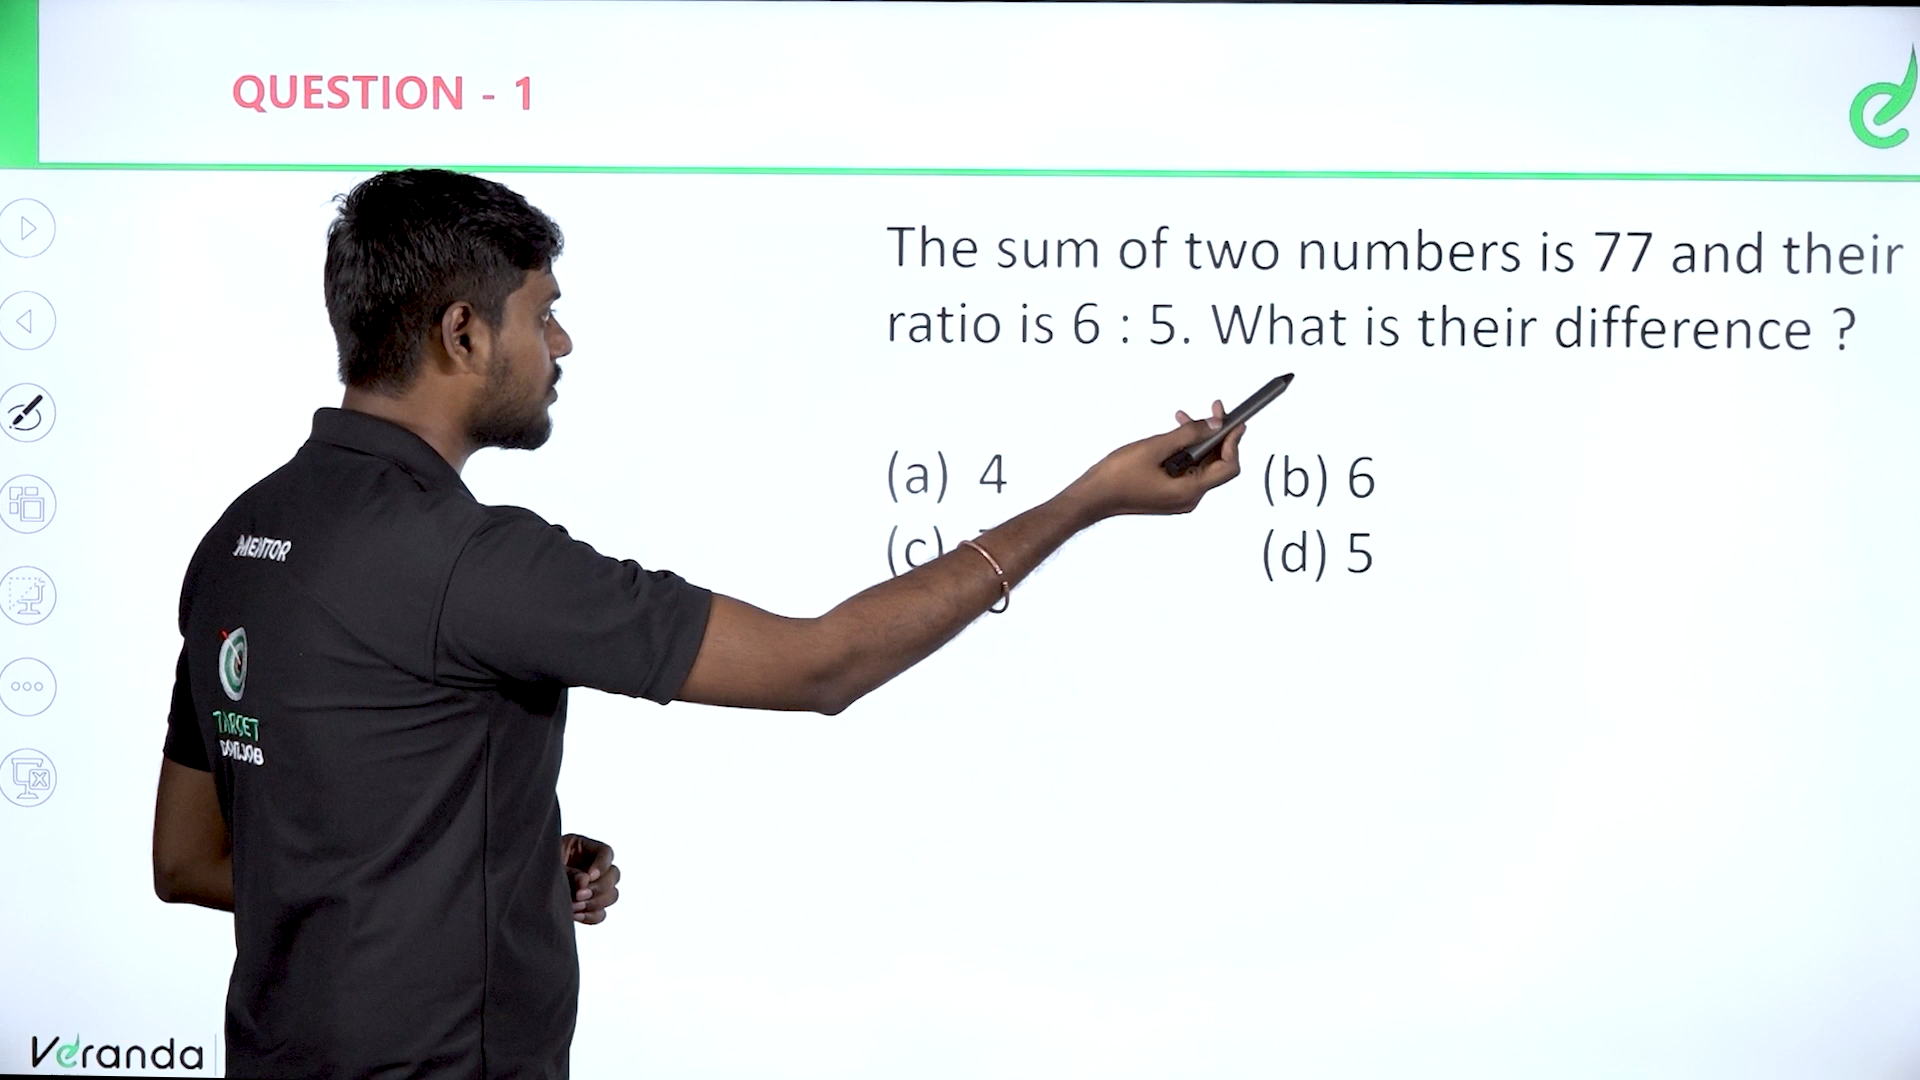 QUESTION - 1
The sum of two numbers is 77 and their
ratio is 6 : 5. What is their difference ?
(a) 4 (b) 6
(c) (d) 5
MENTOR
TARGET
Veranda